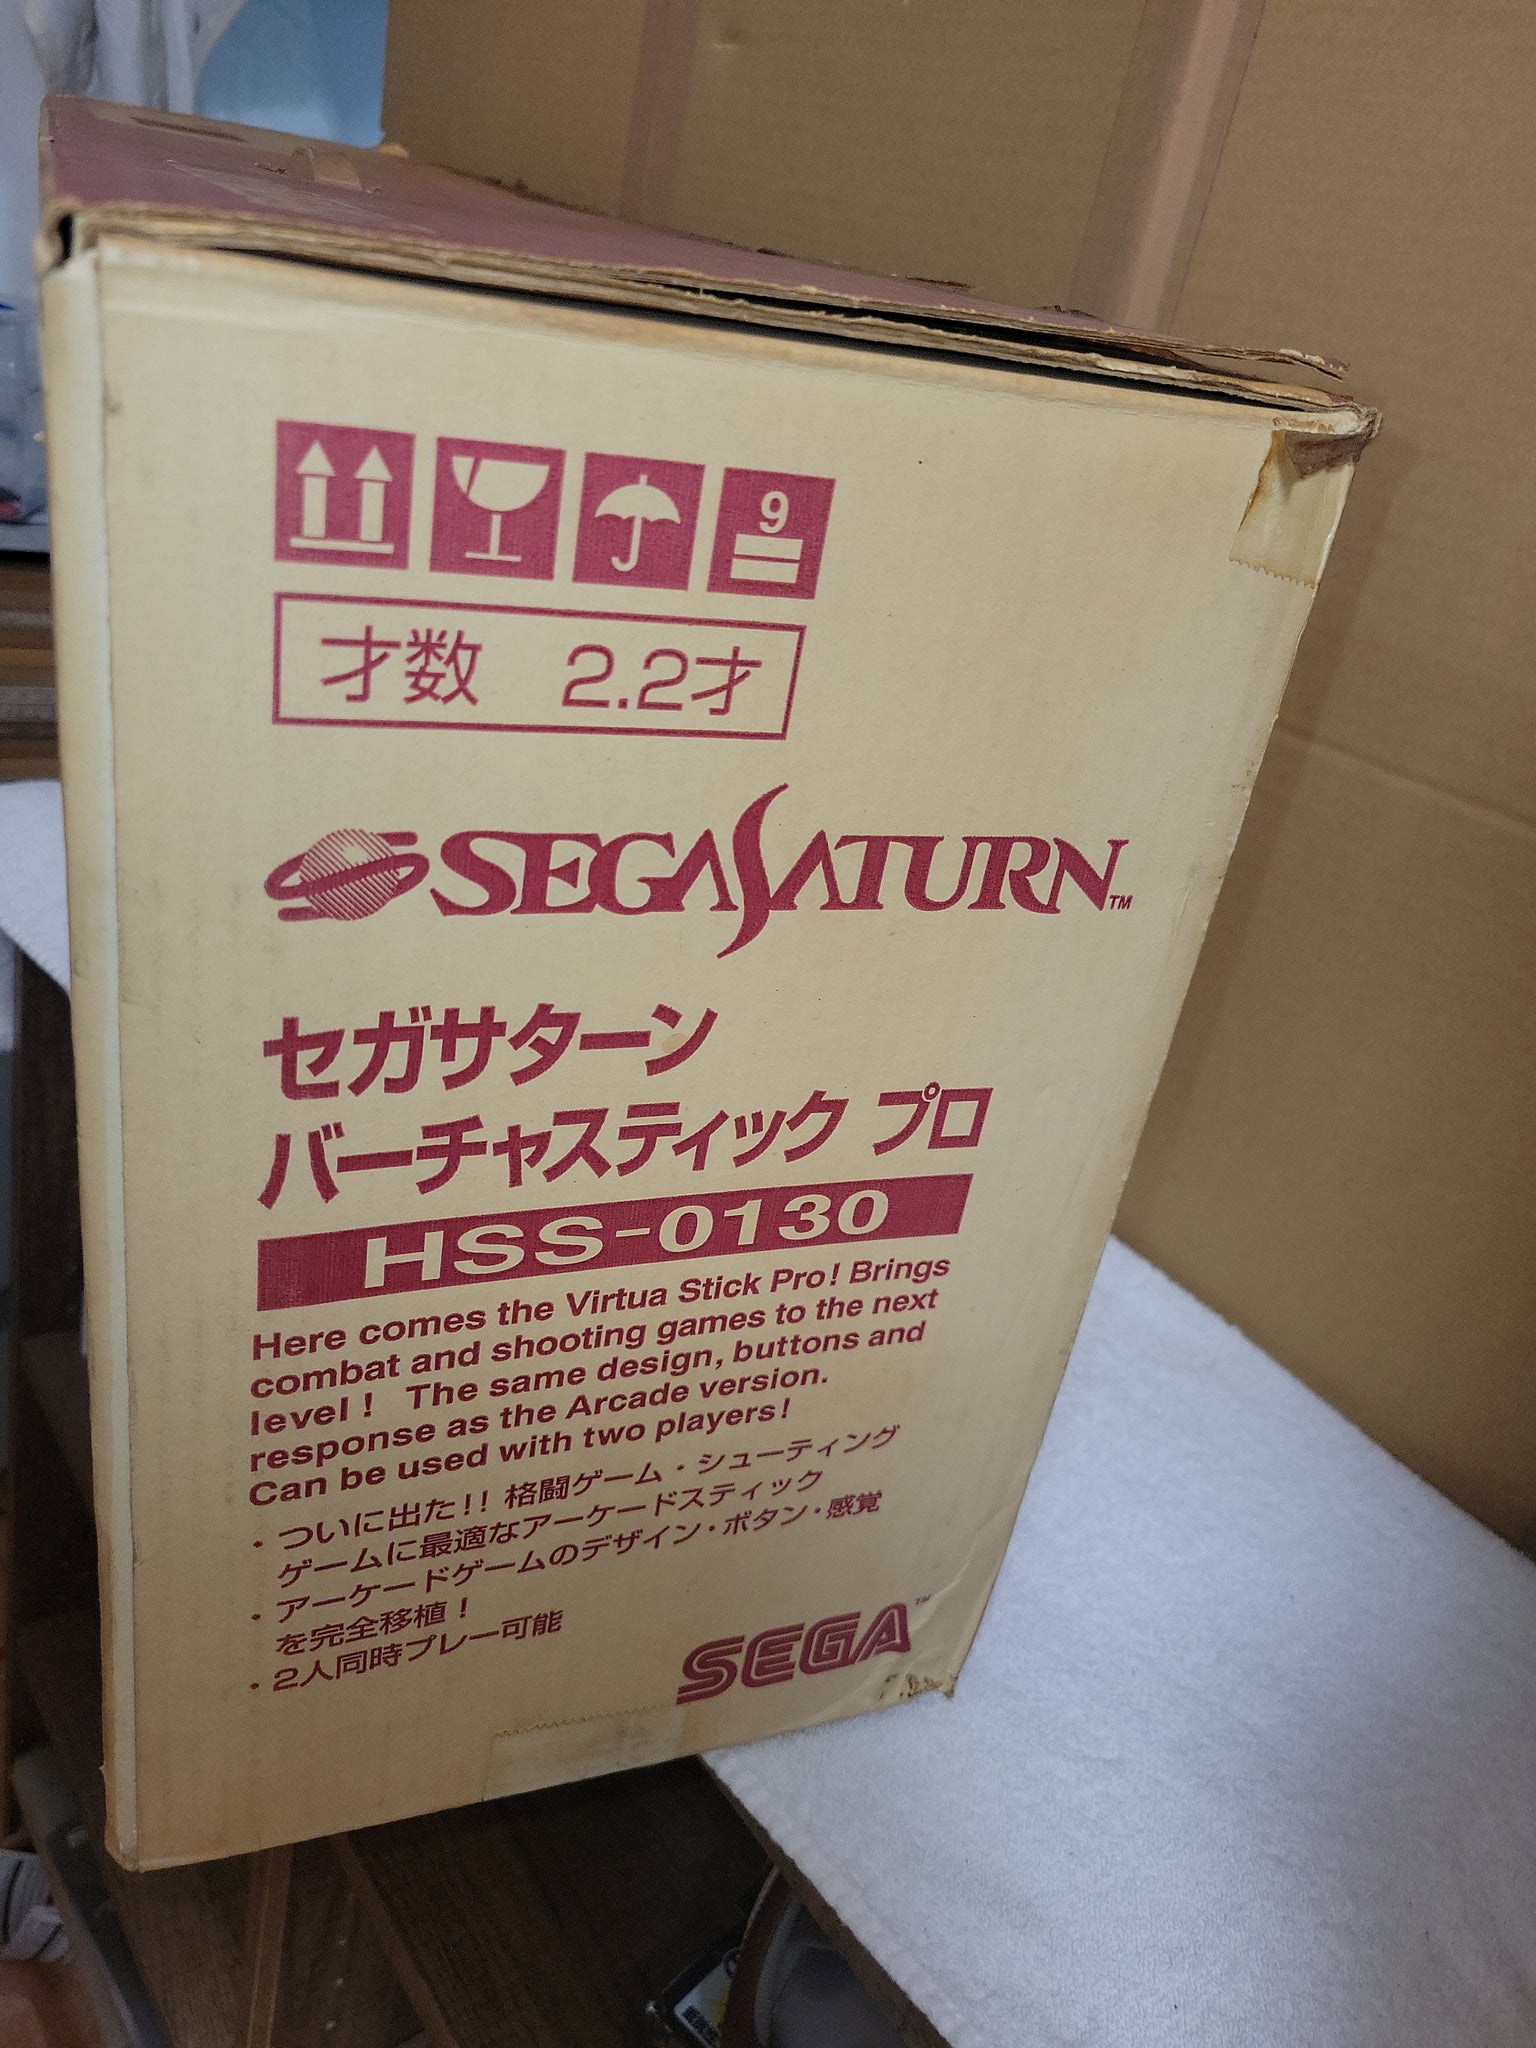 9
才数 2.2才
SEGA SATURN™
セガサターン
バーチャスティック プロ
HSS-0130
Here comes the Virtua Stick Pro! Brings
combat and shooting games to the next
level! The same design, buttons and
response as the Arcade version.
Can be used with two players!
・ついに出た!! 格闘ゲーム・シューティング
ゲームに最適なアーケードスティック
・アーケードゲームのデザイン・ボタン・感覚
を完全移植!
・2人同時プレー可能
SEGA™